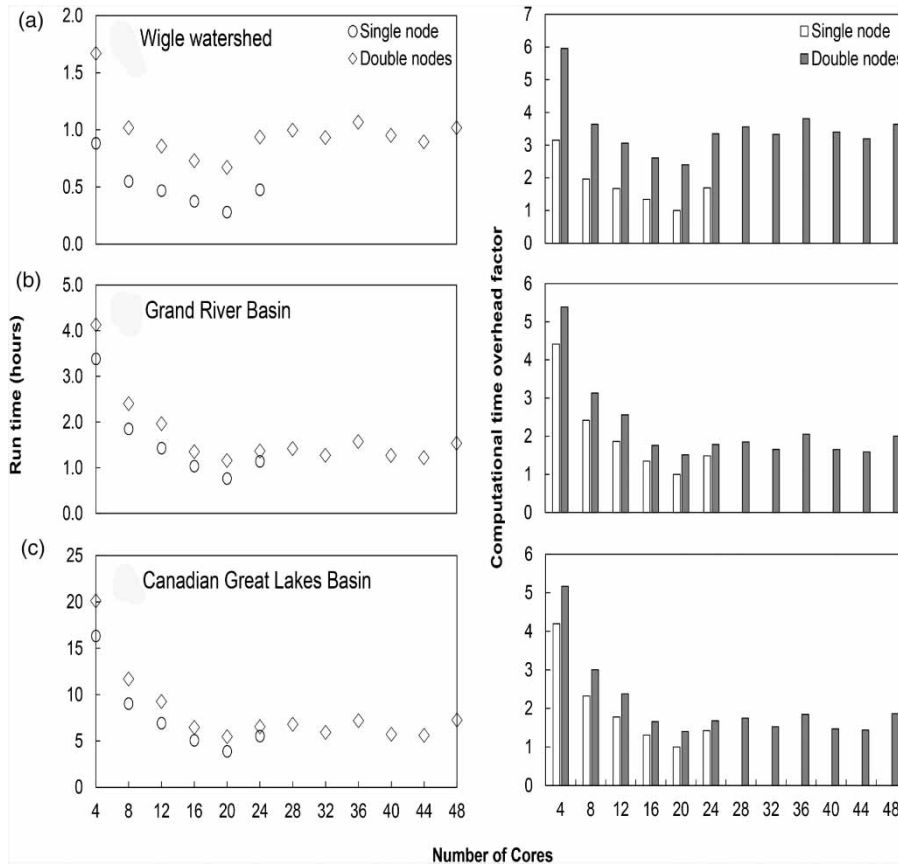 (a)
Wigle watershed
Single node
Double nodes
2.0
1.5
1.0
0.5
0.0
Single node
Double nodes
7
6
5
4
3
2
1
0
(b)
Grand River Basin
5.0
4.0
3.0
2.0
1.0
0.0
6
5
4
3
2
1
0
(c)
Canadian Great Lakes Basin
25
20
15
10
5
0
4 8 12 16 20 24 28 32 36 40 44 48
6
5
4
3
2
1
0
4 8 12 16 20 24 28 32 36 40 44 48
Run time (hours)
Computational time overhead factor
Number of Cores